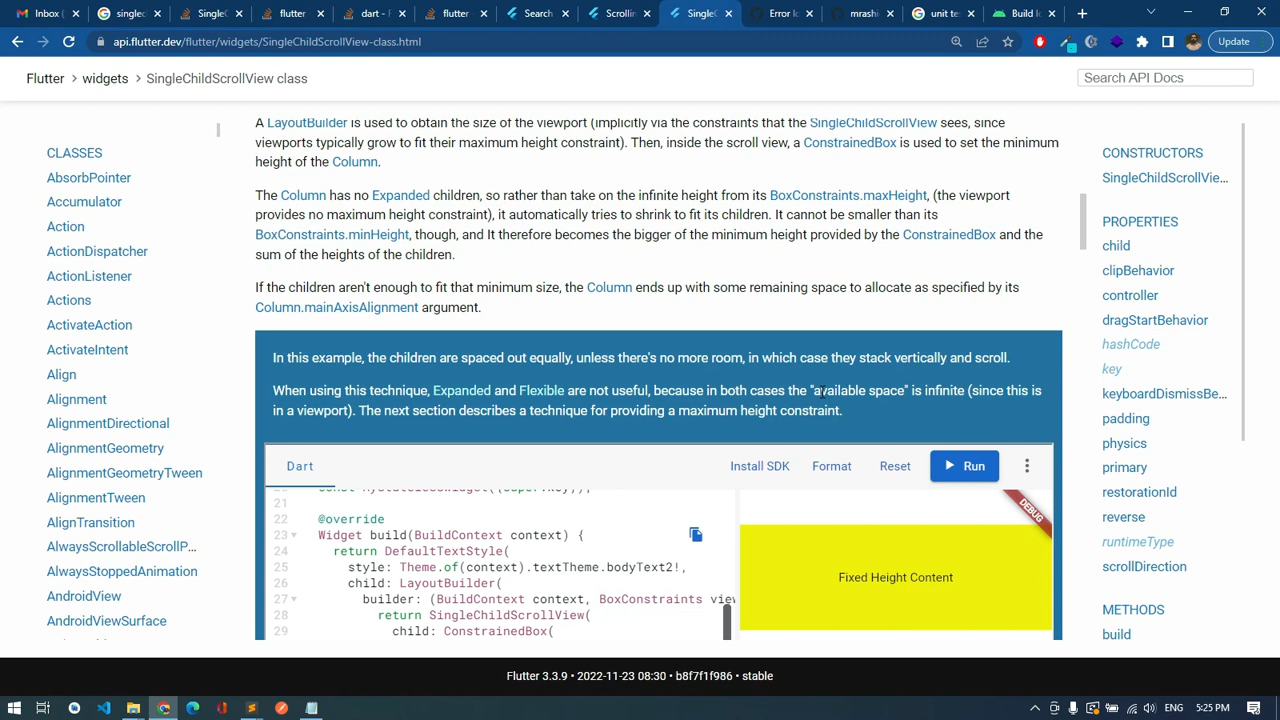 Inbox (
singlec
SingleC
flutter
dart - F
flutter
Search
Scrollin
SingleC
Error lo
mrashi
unit tes
Build lo
api.flutter.dev/flutter/widgets/SingleChildScrollView-class.html
Update
Flutter > widgets > SingleChildScrollView class
Search API Docs
A LayoutBuilder is used to obtain the size of the viewport (implicitly via the constraints that the SingleChildScrollView sees, since
viewports typically grow to fit their maximum height constraint). Then, inside the scroll view, a ConstrainedBox is used to set the minimum
height of the Column.
The Column has no Expanded children, so rather than take on the infinite height from its BoxConstraints.maxHeight, (the viewport
provides no maximum height constraint), it automatically tries to shrink to fit its children. It cannot be smaller than its
BoxConstraints.minHeight, though, and It therefore becomes the bigger of the minimum height provided by the ConstrainedBox and the
sum of the heights of the children.
If the children aren't enough to fit that minimum size, the Column ends up with some remaining space to allocate as specified by its
Column.mainAxisAlignment argument.
In this example, the children are spaced out equally, unless there's no more room, in which case they stack vertically and scroll.
When using this technique, Expanded and Flexible are not useful, because in both cases the "available space" is infinite (since this is
in a viewport). The next section describes a technique for providing a maximum height constraint.
Dart
Install SDK
Format
Reset
Run
21
22 @override
23 Widget build(BuildContext context) {
24 return DefaultTextStyle(
25 style: Theme.of(context).textTheme.bodyText2!,
26 child: LayoutBuilder(
27 builder: (BuildContext context, BoxConstraints view
28 return SingleChildScrollView(
29 child: ConstrainedBox(
DEBUG
Fixed Height Content
CLASSES
AbsorbPointer
Accumulator
Action
ActionDispatcher
ActionListener
Actions
ActivateAction
ActivateIntent
Align
Alignment
AlignmentDirectional
AlignmentGeometry
AlignmentGeometryTween
AlignmentTween
AlignTransition
AlwaysScrollableScrollP...
AlwaysStoppedAnimation
AndroidView
AndroidViewSurface
CONSTRUCTORS
SingleChildScrollVie...
PROPERTIES
child
clipBehavior
controller
dragStartBehavior
hashCode
key
keyboardDismissBe...
padding
physics
primary
restorationId
reverse
runtimeType
scrollDirection
METHODS
build
Flutter 3.3.9 • 2022-11-23 08:30 • b8f7f1f986 • stable
ENG
5:25 PM